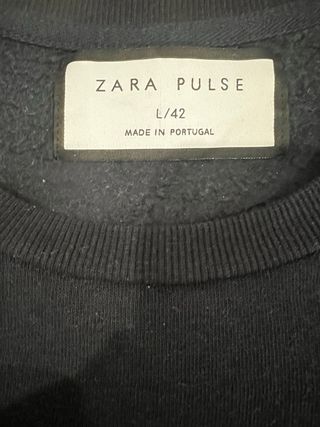 ZARA PULSE
L/42
MADE IN PORTUGAL